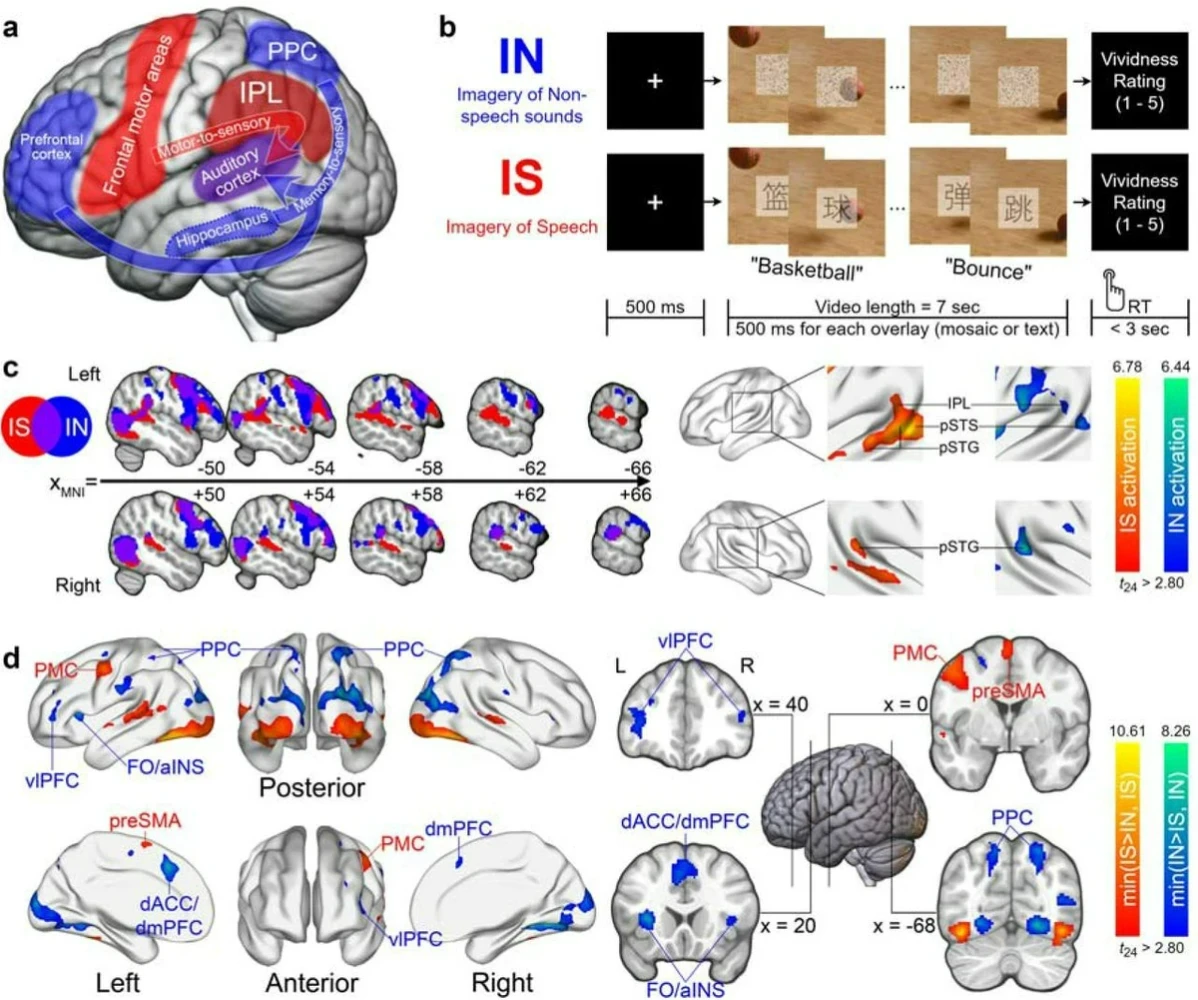 a
PPC
IPL
Frontal motor areas
Prefrontal
cortex
Motor-to-sensory
Auditory
cortex
Memory-to-sensory
Hippocampus
b
IN
Imagery of Non-
speech sounds
+
...
Vividness
Rating
(1 - 5)
IS
Imagery of Speech
+
篮
球
...
弹
跳
Vividness
Rating
(1 - 5)
"Basketball"
"Bounce"
500 ms
Video length = 7 sec
500 ms for each overlay (mosaic or text)
RT
< 3 sec
c
Left
IS
IN
-50
-54
-58
-62
-66
xMNI=
+50
+54
+58
+62
+66
Right
IPL
pSTS
pSTG
pSTG
6.78
6.44
IS activation
IN activation
t24 > 2.80
d
PMC
PPC
PPC
vlPFC
FO/aINS
Posterior
preSMA
dACC/
dmPFC
PMC
dmPFC
vlPFC
Left
Anterior
Right
vlPFC
L
R
x = 40
x = 0
PMC
preSMA
dACC/dmPFC
x = 20
x = -68
FO/aINS
PPC
10.61
8.26
min(IS>IN, IS)
min(IN>IS, IN)
t24 > 2.80